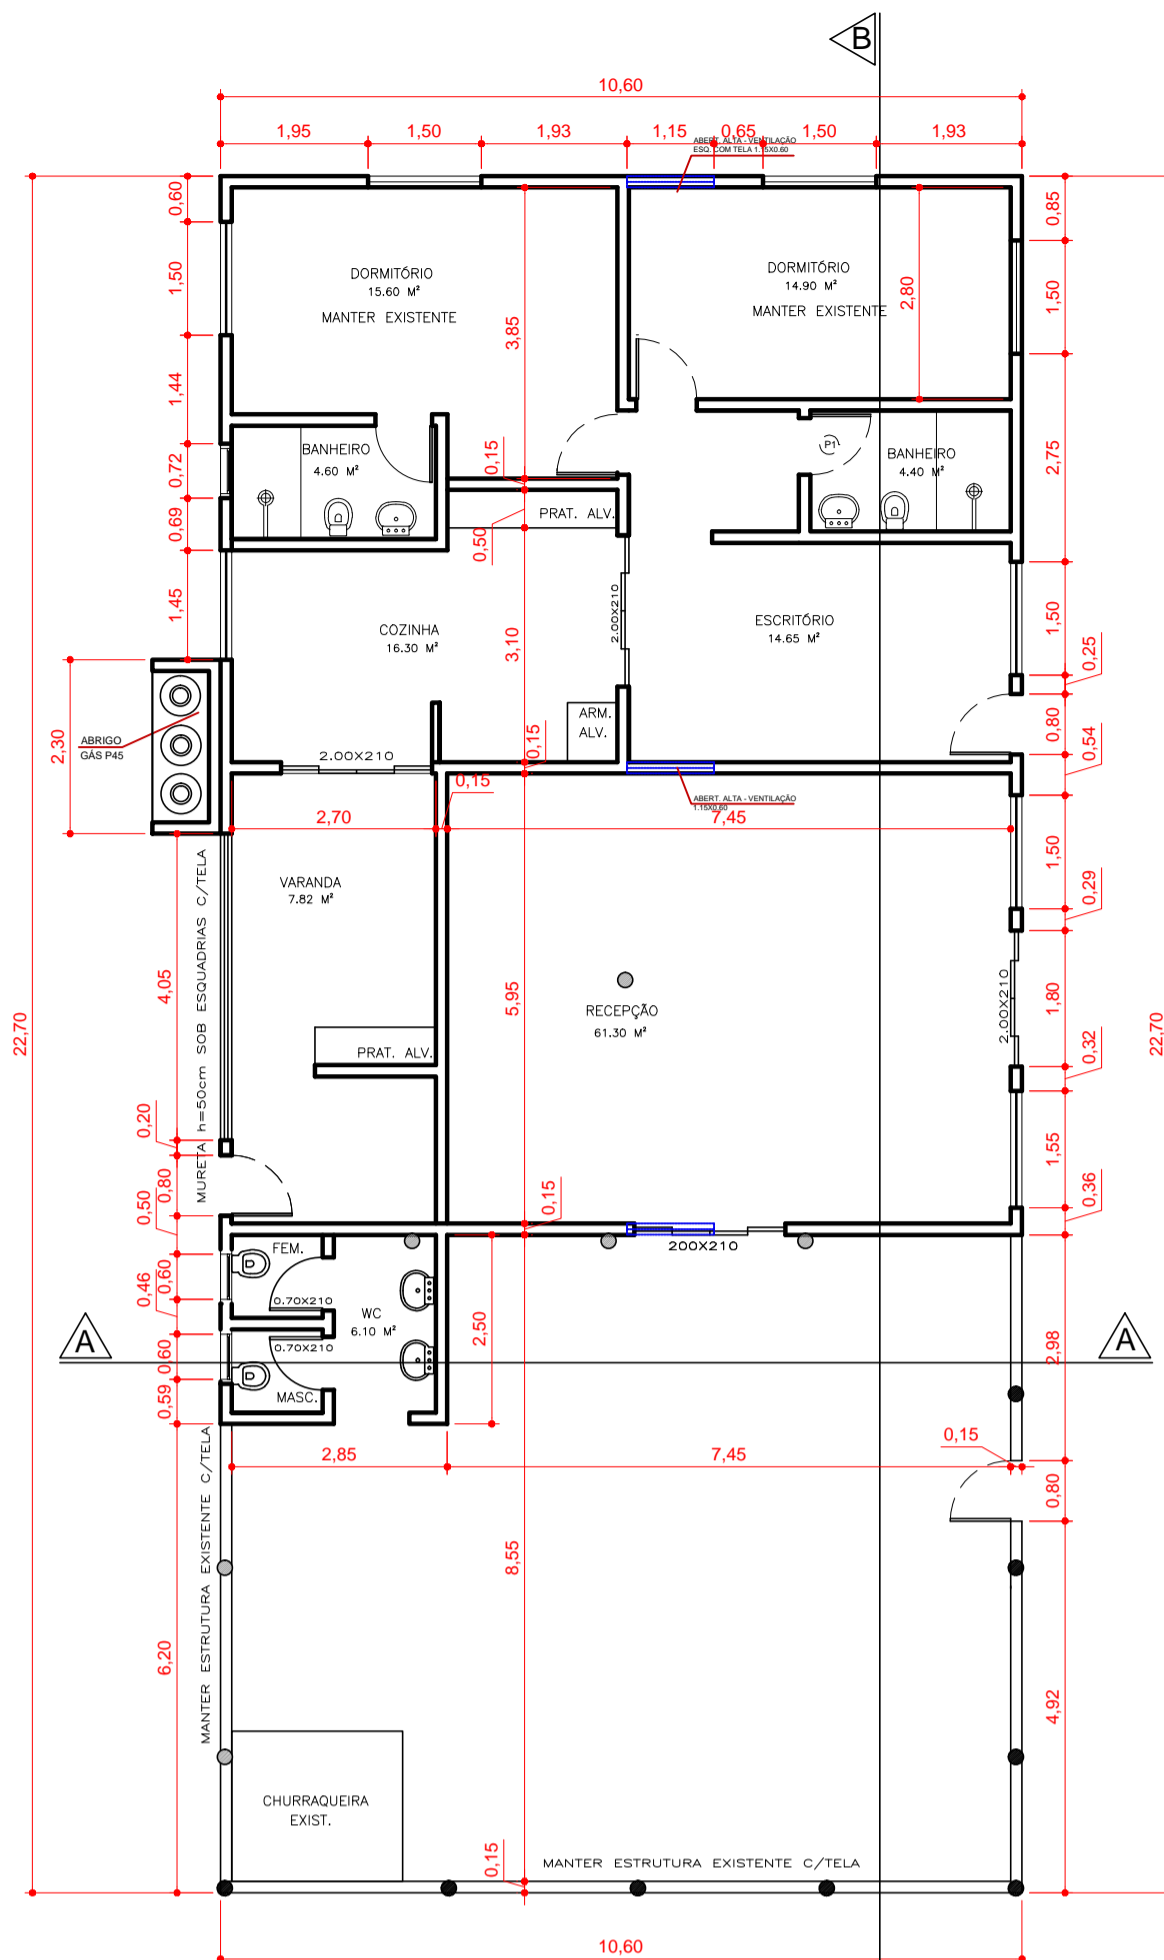 B
10,60
1,95
1,50
1,93
1,15
0,65
1,50
1,93
ABERT. ALTA - VENTILAÇÃO
ESQ. COM TELA 1.15X0.60
0,60
1,50
1,44
0,72
0,69
1,45
0,85
1,50
2,75
1,50
0,25
0,80
0,54
DORMITÓRIO
15.60 M²
MANTER EXISTENTE
DORMITÓRIO
14.90 M²
MANTER EXISTENTE
3,85
2,80
BANHEIRO
4.60 M²
0,15
P1
BANHEIRO
4.40 M²
PRAT. ALV.
0,50
COZINHA
16.30 M²
3,10
2.00X210
ESCRITÓRIO
14.65 M²
ARM.
ALV.
2,30
ABRIGO
GÁS P45
2.00X210
0,15
0,15
ABERT. ALTA - VENTILAÇÃO
1.15X0.60
2,70
7,45
1,50
0,29
1,80
0,32
1,55
0,36
MURETA h=50cm SOB ESQUADRIAS C/TELA
VARANDA
7.82 M²
4,05
5,95
RECEPÇÃO
61.30 M²
2.00X210
22,70
22,70
PRAT. ALV.
0,20
0,80
0,50
0,15
200X210
FEM.
0.70X210
WC
6.10 M²
0.70X210
MASC.
0,60
0,46
0,60
0,59
2,50
A
A
2,98
2,85
7,45
0,15
0,80
MANTER ESTRUTURA EXISTENTE C/TELA
6,20
8,55
4,92
CHURRAQUEIRA
EXIST.
0,15
MANTER ESTRUTURA EXISTENTE C/TELA
10,60